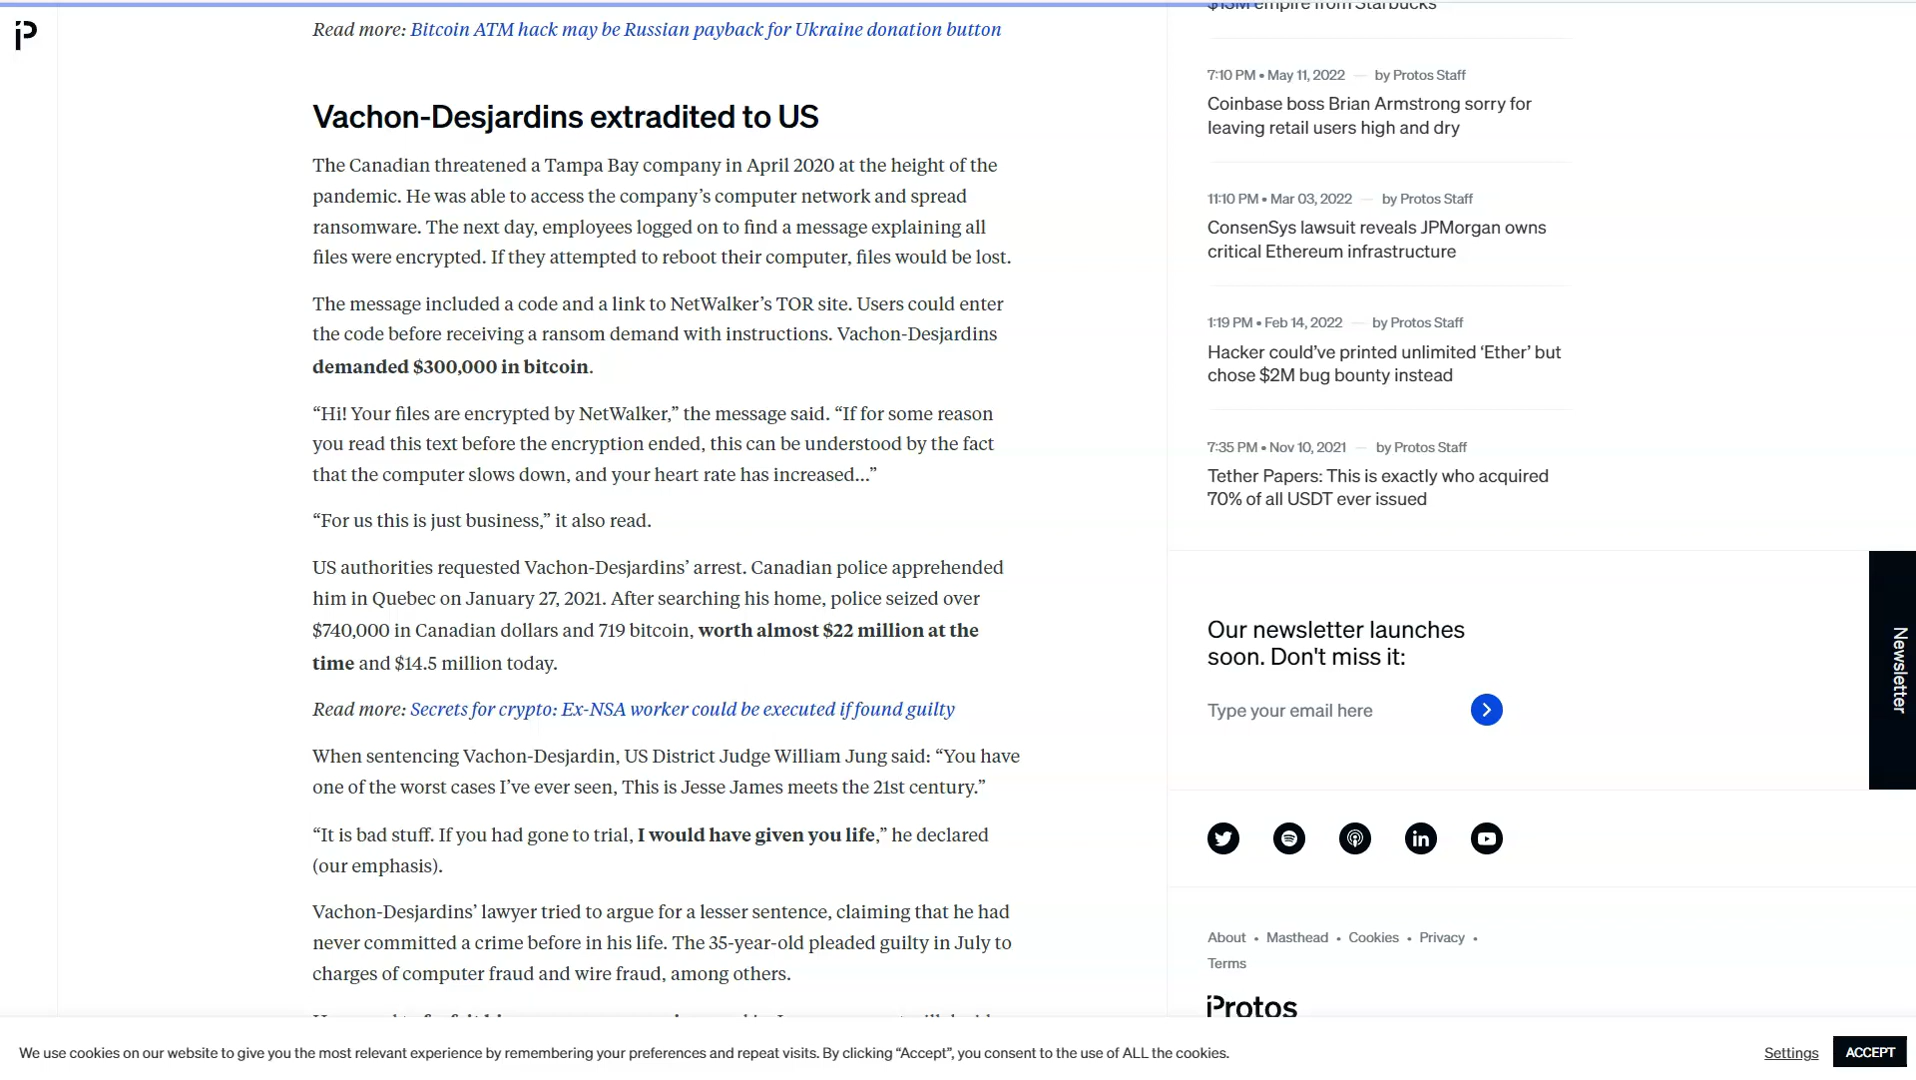 Read more: Bitcoin ATM hack may be Russian payback for Ukraine donation button
Vachon-Desjardins extradited to US
The Canadian threatened a Tampa Bay company in April 2020 at the height of the
pandemic. He was able to access the company’s computer network and spread
ransomware. The next day, employees logged on to find a message explaining all
files were encrypted. If they attempted to reboot their computer, files would be lost.
The message included a code and a link to NetWalker’s TOR site. Users could enter
the code before receiving a ransom demand with instructions. Vachon-Desjardins
demanded $300,000 in bitcoin.
“Hi! Your files are encrypted by NetWalker,” the message said. “If for some reason
you read this text before the encryption ended, this can be understood by the fact
that the computer slows down, and your heart rate has increased…”
“For us this is just business,” it also read.
US authorities requested Vachon-Desjardins’ arrest. Canadian police apprehended
him in Quebec on January 27, 2021. After searching his home, police seized over
$740,000 in Canadian dollars and 719 bitcoin, worth almost $22 million at the
time and $14.5 million today.
Read more: Secrets for crypto: Ex-NSA worker could be executed if found guilty
When sentencing Vachon-Desjardin, US District Judge William Jung said: “You have
one of the worst cases I’ve ever seen, This is Jesse James meets the 21st century.”
“It is bad stuff. If you had gone to trial, I would have given you life,” he declared
(our emphasis).
Vachon-Desjardins’ lawyer tried to argue for a lesser sentence, claiming that he had
never committed a crime before in his life. The 35-year-old pleaded guilty in July to
charges of computer fraud and wire fraud, among others.
$15M empire from Starbucks
7:10 PM • May 11, 2022 — by Protos Staff
Coinbase boss Brian Armstrong sorry for
leaving retail users high and dry
11:10 PM • Mar 03, 2022 — by Protos Staff
ConsenSys lawsuit reveals JPMorgan owns
critical Ethereum infrastructure
1:19 PM • Feb 14, 2022 — by Protos Staff
Hacker could’ve printed unlimited ‘Ether’ but
chose $2M bug bounty instead
7:35 PM • Nov 10, 2021 — by Protos Staff
Tether Papers: This is exactly who acquired
70% of all USDT ever issued
Our newsletter launches
soon. Don't miss it:
Type your email here
Newsletter
About • Masthead • Cookies • Privacy •
Terms
Protos
We use cookies on our website to give you the most relevant experience by remembering your preferences and repeat visits. By clicking “Accept”, you consent to the use of ALL the cookies.
Settings
ACCEPT